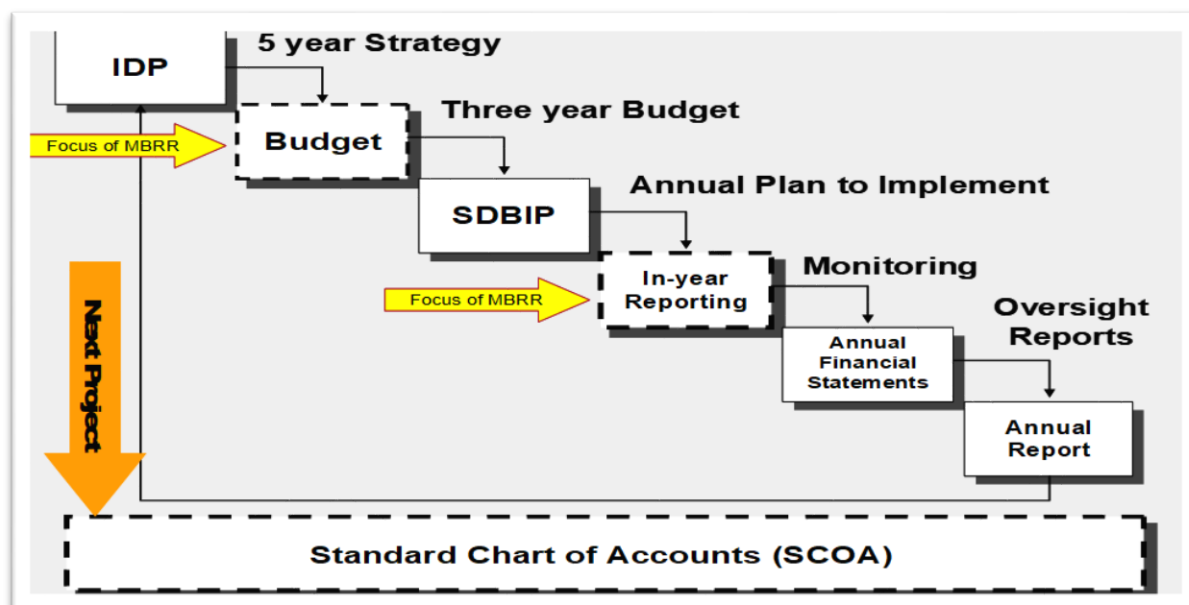 5 year Strategy
IDP
Three year Budget
Focus of MBRR
Budget
Annual Plan to Implement
SDBIP
Monitoring
In-year
Reporting
Focus of MBRR
Oversight
Reports
Annual
Financial
Statements
Next Project
Annual
Report
Standard Chart of Accounts (SCOA)